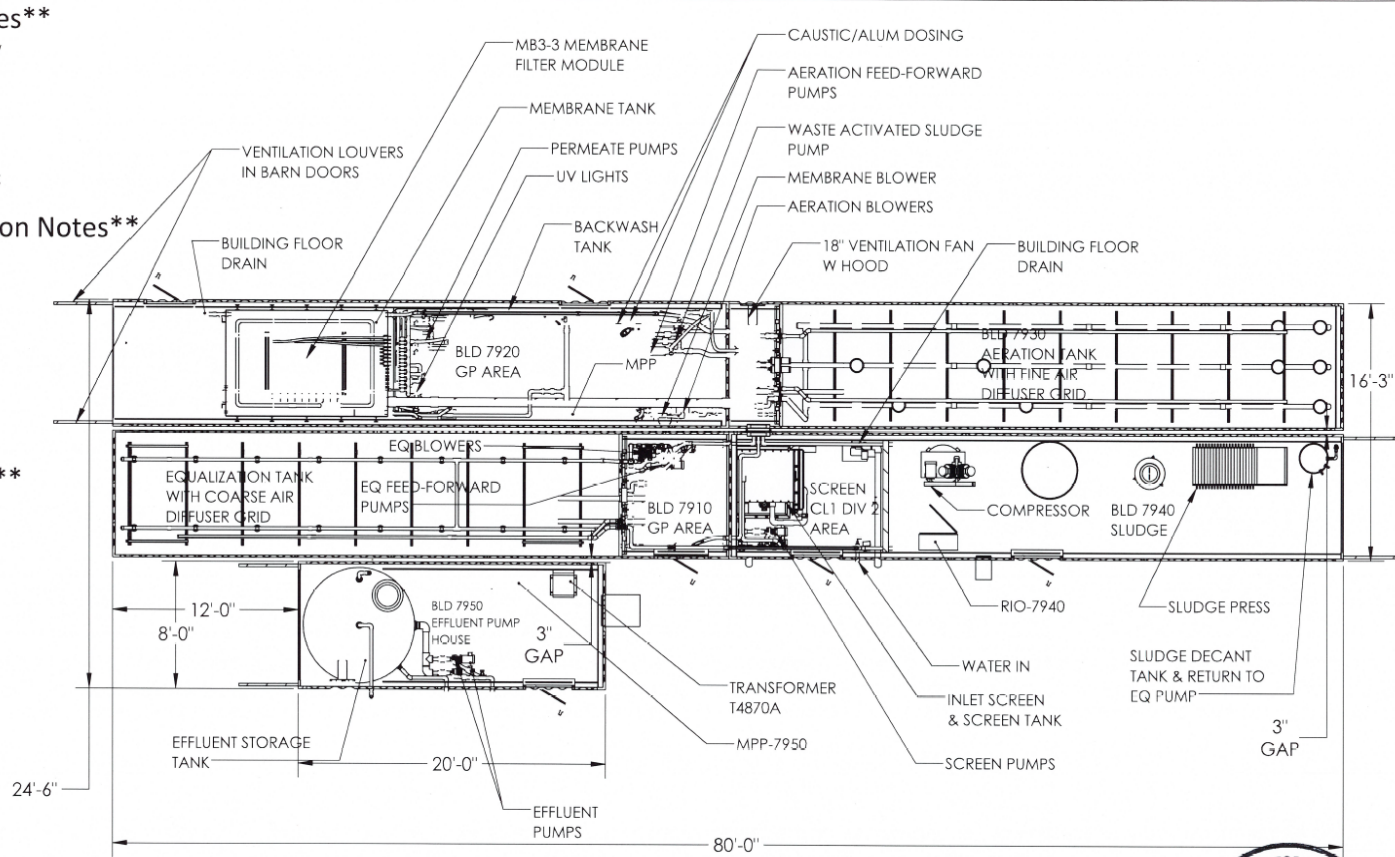 es**
on Notes**
**
MB3-3 MEMBRANE
FILTER MODULE
MEMBRANE TANK
PERMEATE PUMPS
UV LIGHTS
BACKWASH
TANK
VENTILATION LOUVERS
IN BARN DOORS
BUILDING FLOOR
DRAIN
CAUSTIC/ALUM DOSING
AERATION FEED-FORWARD
PUMPS
WASTE ACTIVATED SLUDGE
PUMP
MEMBRANE BLOWER
AERATION BLOWERS
18" VENTILATION FAN
W HOOD
BUILDING FLOOR
DRAIN
BLD 7920
GP AREA
MPP
BLD 7930
AERATION TANK
WITH FINE AIR
DIFFUSER GRID
16'-3"
EQUALIZATION TANK
WITH COARSE AIR
DIFFUSER GRID
EQ BLOWERS
EQ FEED-FORWARD
PUMPS
BLD 7910
GP AREA
SCREEN
CL1 DIV 2
AREA
COMPRESSOR
BLD 7940
SLUDGE
RIO-7940
SLUDGE PRESS
12'-0"
8'-0"
BLD 7950
EFFLUENT PUMP
HOUSE
3"
GAP
WATER IN
TRANSFORMER
T4870A
INLET SCREEN
& SCREEN TANK
SLUDGE DECANT
TANK & RETURN TO
EQ PUMP
3"
GAP
MPP-7950
SCREEN PUMPS
EFFLUENT STORAGE
TANK
20'-0"
24'-6"
EFFLUENT
PUMPS
80'-0"